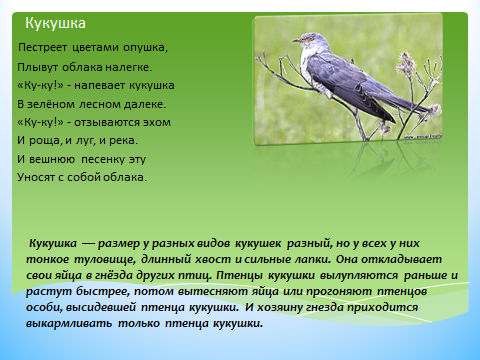 Кукушка
Пестреет цветами опушка,
Плывут облака налегке.
«Ку-ку!» - напевает кукушка
В зелёном лесном далеке.
«Ку-ку!» - отзываются эхом
И роща, и луг, и река.
И вешнюю песенку эту
Уносят с собой облака.
Кукушка — размер у разных видов кукушек разный, но у всех у них
тонкое туловище, длинный хвост и сильные лапки. Она откладывает
свои яйца в гнёзда других птиц. Птенцы кукушки вылупляются раньше и
растут быстрее, потом вытесняют яйца или прогоняют птенцов
особи, высидевшей птенца кукушки. И хозяину гнезда приходится
выкармливать только птенца кукушки.